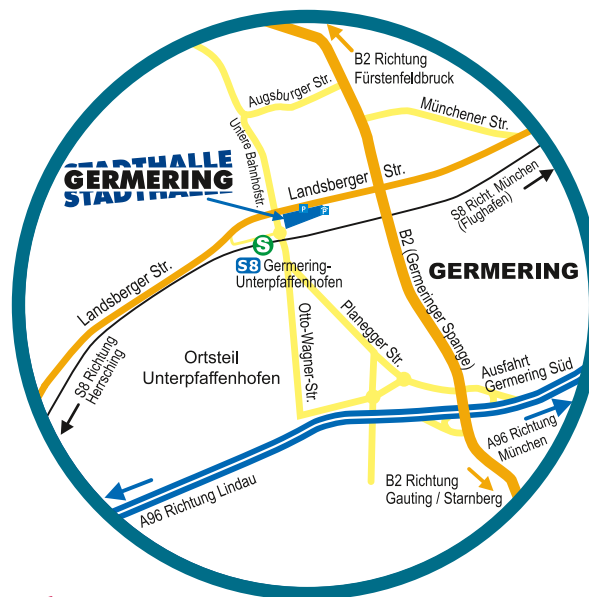 B2 Richtung
Fürstenfeldbruck
Augsburger Str.
Münchener Str.
Untere Bahnhofstr.
STADTHALLE
GERMERING
STADTHALLE
Landsberger Str.
P
P
S8 Richt. München
(Flughafen)
S
S8 Germering-
Unterpfaffenhofen
B2 (Germeringer Spange)
GERMERING
Landsberger Str.
Planegger Str.
Otto-Wagner-Str.
Ortsteil
Unterpfaffenhofen
S8 Richtung
Herrsching
Ausfahrt
Germering Süd
A96 Richtung
München
A96 Richtung Lindau
B2 Richtung
Gauting / Starnberg